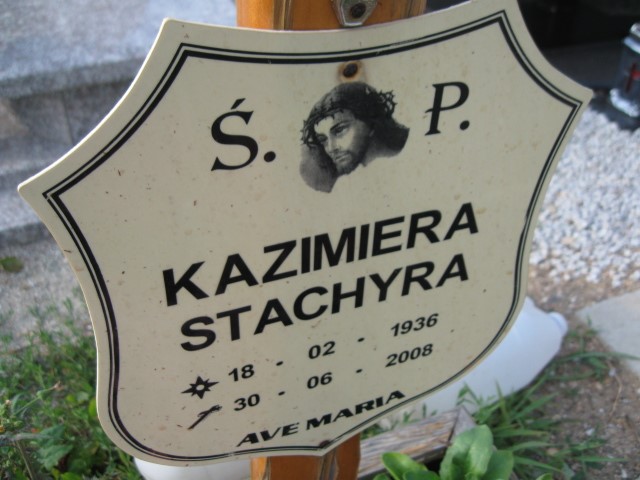 Ś. P.
KAZIMIERA
STACHYRA
18 - 02 - 1936
30 - 06 - 2008
AVE MARIA